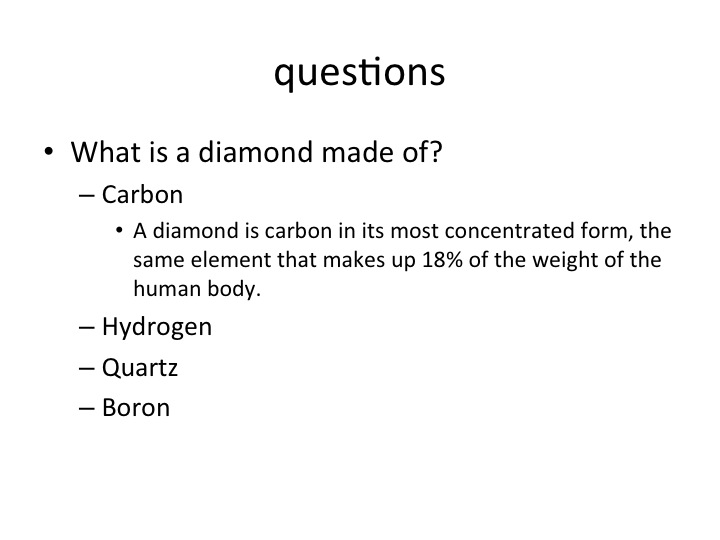 questions
• What is a diamond made of?
– Carbon
• A diamond is carbon in its most concentrated form, the
same element that makes up 18% of the weight of the
human body.
– Hydrogen
– Quartz
– Boron